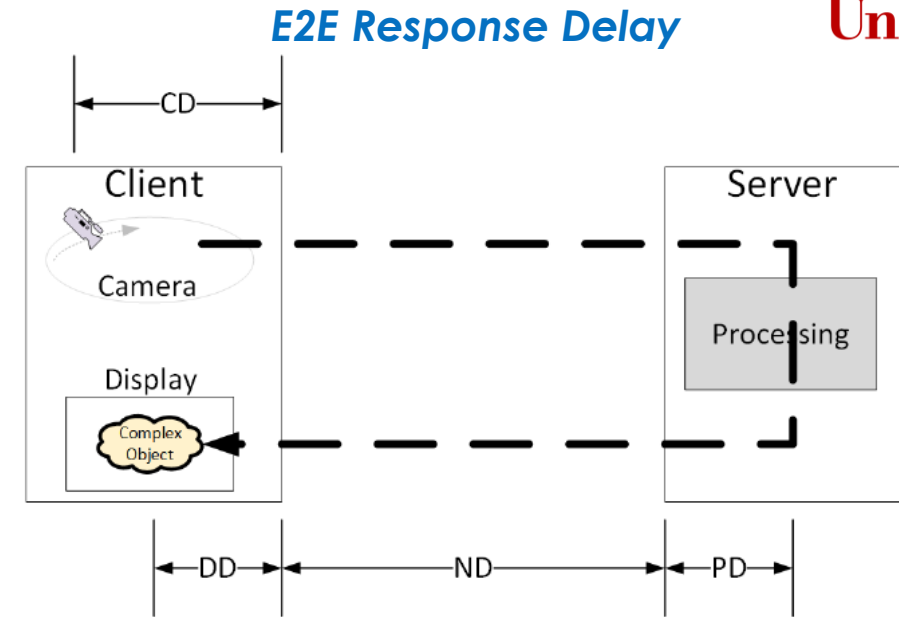 E2E Response Delay
Un
CD
Client
Server
Camera
Processing
Display
Complex
Object
DD
ND
PD